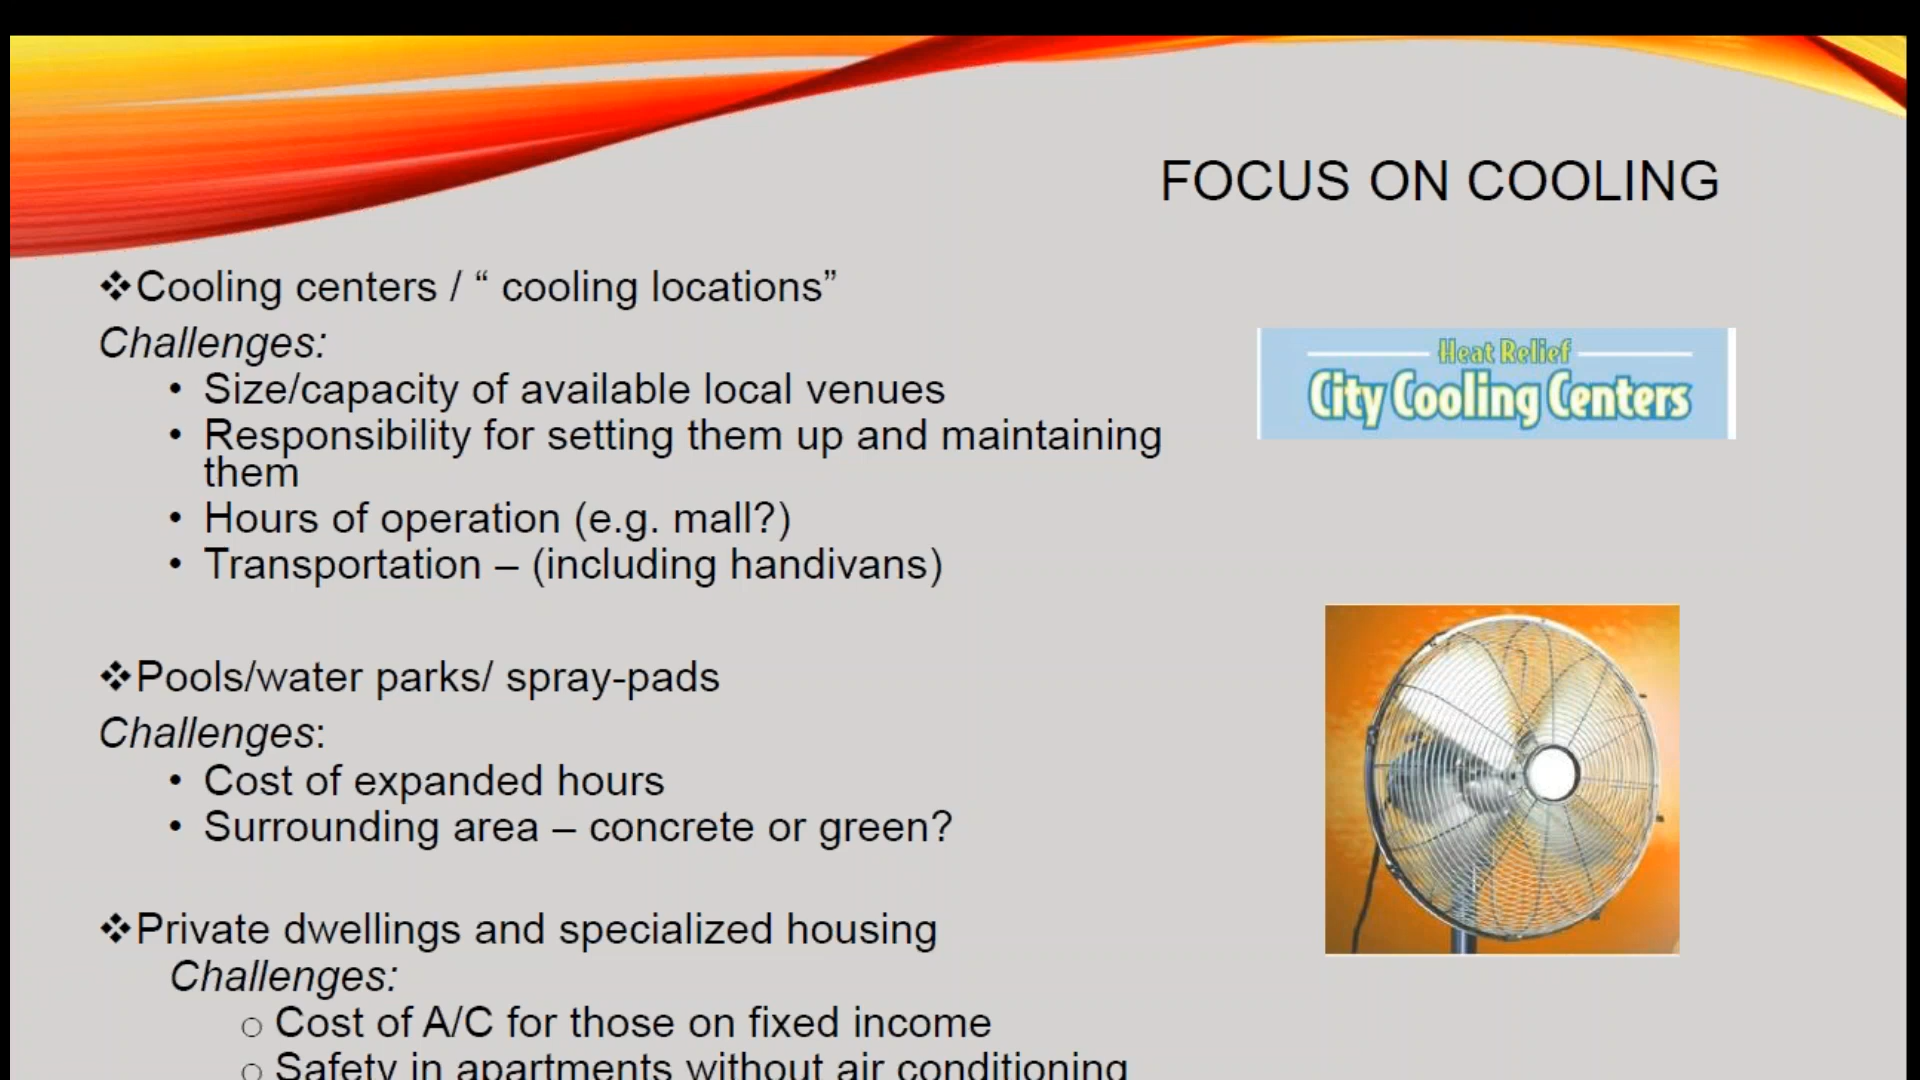 FOCUS ON COOLING
❖Cooling centers / “ cooling locations”
Challenges:
• Size/capacity of available local venues
• Responsibility for setting them up and maintaining
them
• Hours of operation (e.g. mall?)
• Transportation – (including handivans)
Heat Relief
City Cooling Centers
❖Pools/water parks/ spray-pads
Challenges:
• Cost of expanded hours
• Surrounding area – concrete or green?
❖Private dwellings and specialized housing
Challenges:
○ Cost of A/C for those on fixed income
○ Safety in apartments without air conditioning